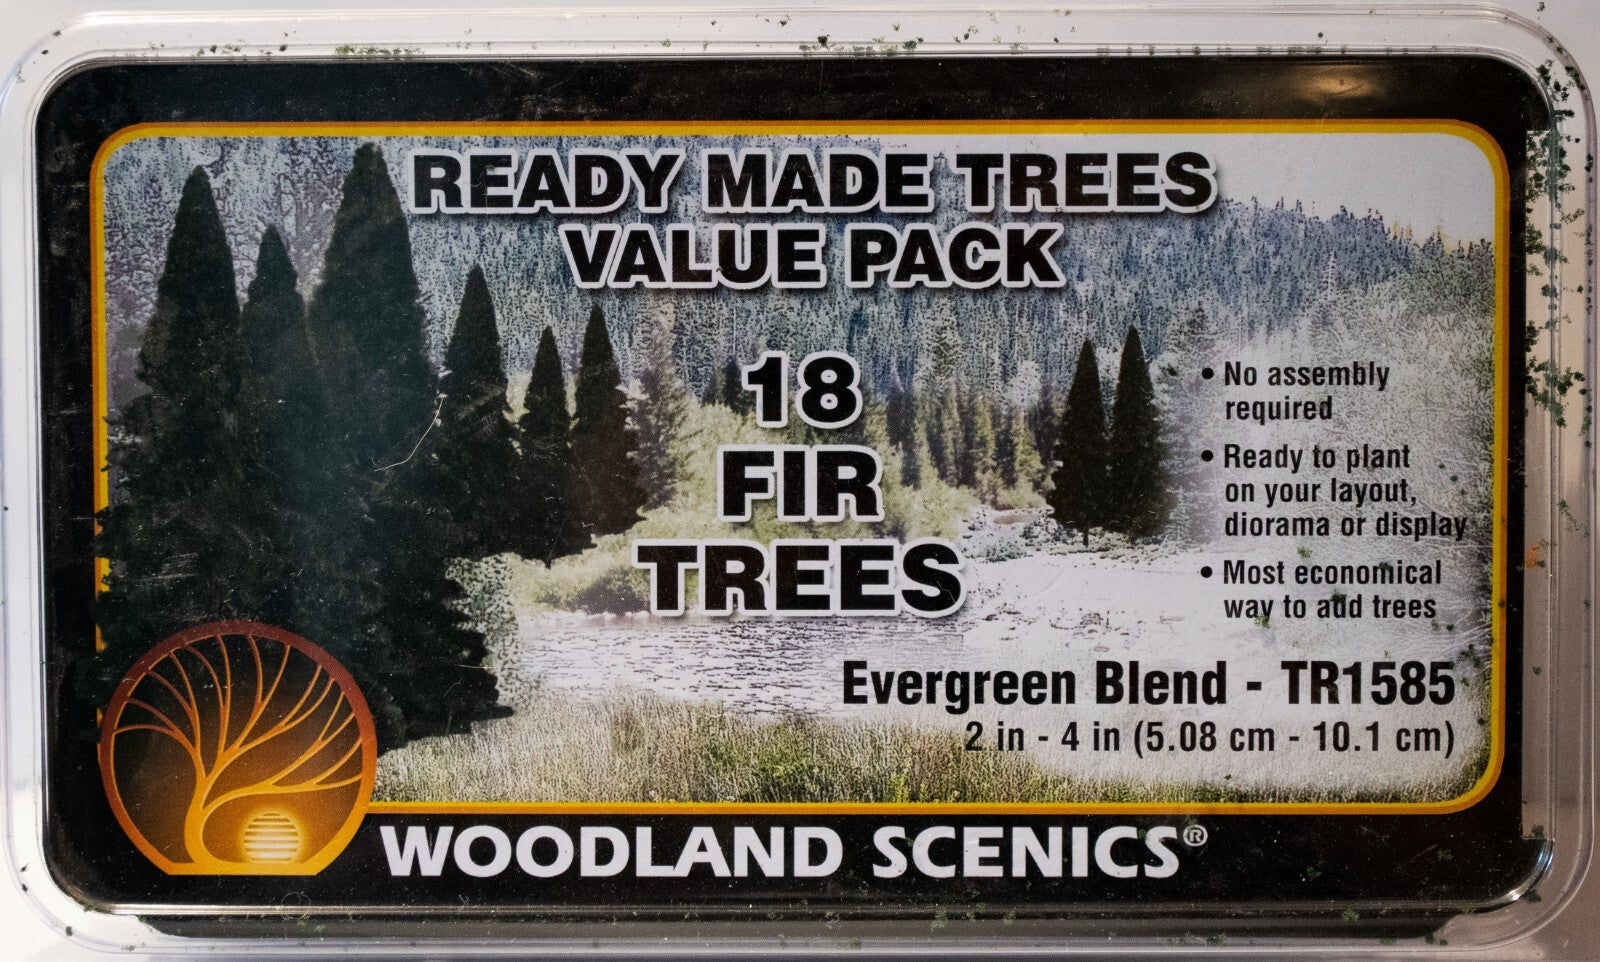 READY MADE TREES
VALUE PACK
18
FIR
TREES
• No assembly
required
• Ready to plant
on your layout,
diorama or display
• Most economical
way to add trees
Evergreen Blend - TR1585
2 in - 4 in (5.08 cm - 10.1 cm)
WOODLAND SCENICS®